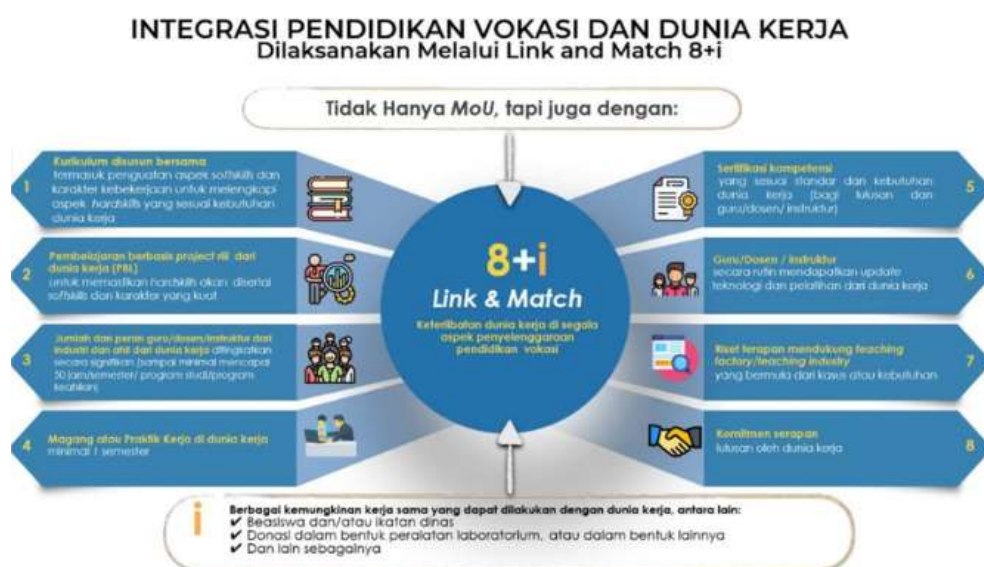 INTEGRASI PENDIDIKAN VOKASI DAN DUNIA KERJA
Dilaksanakan Melalui Link and Match 8+i
Tidak Hanya MoU, tapi juga dengan:
1
Kurikulum disusun bersama
termasuk penguatan aspek softskills dan
karakter kebekerjaan untuk melengkapi
aspek hardskills yang sesuai kebutuhan
dunia kerja
2
Pembelajaran berbasis project riil dari
dunia kerja (PBL)
untuk memastikan hardskills akan disertai
softskills dan karakter yang kuat
3
Jumlah dan peran guru/dosen/instruktur dari
industri dan ahli dari dunia kerja ditingkatkan
secara signifikan (sampai minimal mencapai
50 jam/semester/ program studi/program
keahlian)
4
Magang atau Praktik Kerja di dunia kerja
minimal 1 semester
8+i
Link & Match
Keterlibatan dunia kerja di segala
aspek penyelenggaraan
pendidikan vokasi
Sertifikasi kompetensi
yang sesuai standar dan kebutuhan
dunia kerja (bagi lulusan dan
guru/dosen/ instruktur)
5
Guru/Dosen / Instruktur
secara rutin mendapatkan update
teknologi dan pelatihan dari dunia kerja
6
Riset terapan mendukung teaching
factory/teaching industry
yang bermula dari kasus atau kebutuhan
7
Komitmen serapan
lulusan oleh dunia kerja
8
i
Berbagai kemungkinan kerja sama yang dapat dilakukan dengan dunia kerja, antara lain:
✔ Beasiswa dan/atau ikatan dinas
✔ Donasi dalam bentuk peralatan laboratorium, atau dalam bentuk lainnya
✔ Dan lain sebagainya